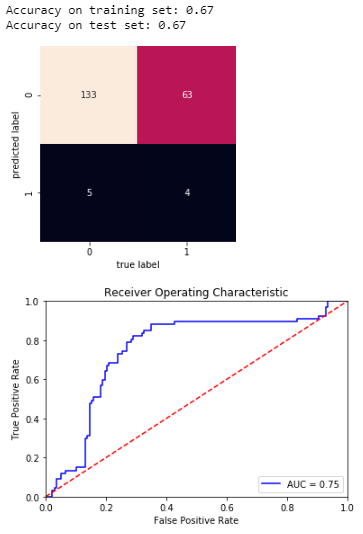 Accuracy on training set: 0.67
Accuracy on test set: 0.67
predicted label
0
133
63
1
5
4
0
1
true label
Receiver Operating Characteristic
True Positive Rate
1.0
0.8
0.6
0.4
0.2
0.0
AUC = 0.75
0.0 0.2 0.4 0.6 0.8 1.0
False Positive Rate